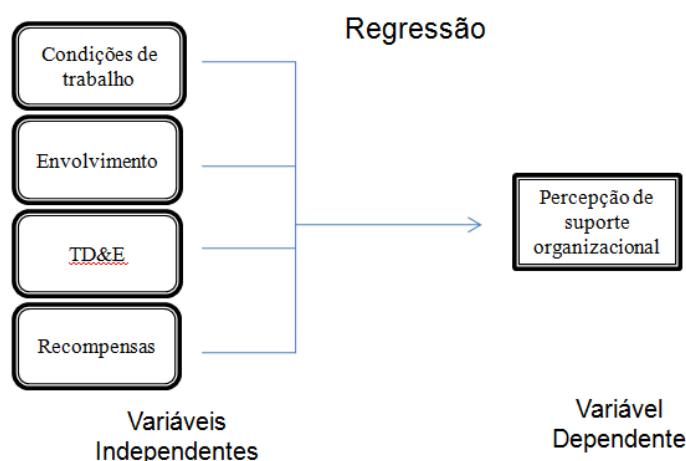 Regressão
Condições de
trabalho
Envolvimento
TD&E
Recompensas
Percepção de
suporte
organizacional
Variáveis
Independentes
Variável
Dependente